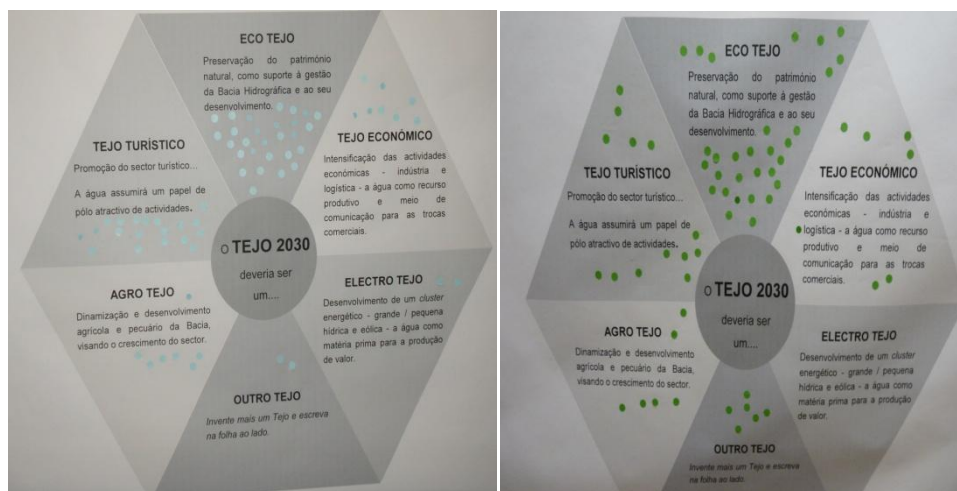 ECO TEJO
Preservação do património
natural, como suporte à gestão
da Bacia Hidrográfica e ao seu
desenvolvimento.
TEJO TURÍSTICO
Promoção do sector turístico...
A água assumirá um papel de
pólo atractivo de actividades.
TEJO ECONÓMICO
Intensificação das actividades
económicas - indústria e
logística - a água como recurso
produtivo e meio de
comunicação para as trocas
comerciais.
O TEJO 2030
deveria ser
um....
AGRO TEJO
Dinamização e desenvolvimento
agrícola e pecuário da Bacia,
visando o crescimento do sector.
ELECTRO TEJO
Desenvolvimento de um cluster
energético - grande / pequena
hídrica e eólica - a água como
matéria prima para a produção
de valor.
OUTRO TEJO
Invente mais um Tejo e escreva
na folha ao lado.
ECO TEJO
Preservação do património
natural, como suporte à gestão
da Bacia Hidrográfica e ao seu
desenvolvimento.
TEJO TURÍSTICO
Promoção do sector turístico...
A água assumirá um papel de
pólo atractivo de actividades.
TEJO ECONÓMICO
Intensificação das actividades
económicas - indústria e
logística - a água como recurso
produtivo e meio de
comunicação para as trocas
comerciais.
O TEJO 2030
deveria ser
um....
AGRO TEJO
Dinamização e desenvolvimento
agrícola e pecuário da Bacia,
visando o crescimento do sector.
ELECTRO TEJO
Desenvolvimento de um cluster
energético - grande / pequena
hídrica e eólica - a água como
matéria prima para a produção
de valor.
OUTRO TEJO
Invente mais um Tejo e escreva
na folha ao lado.